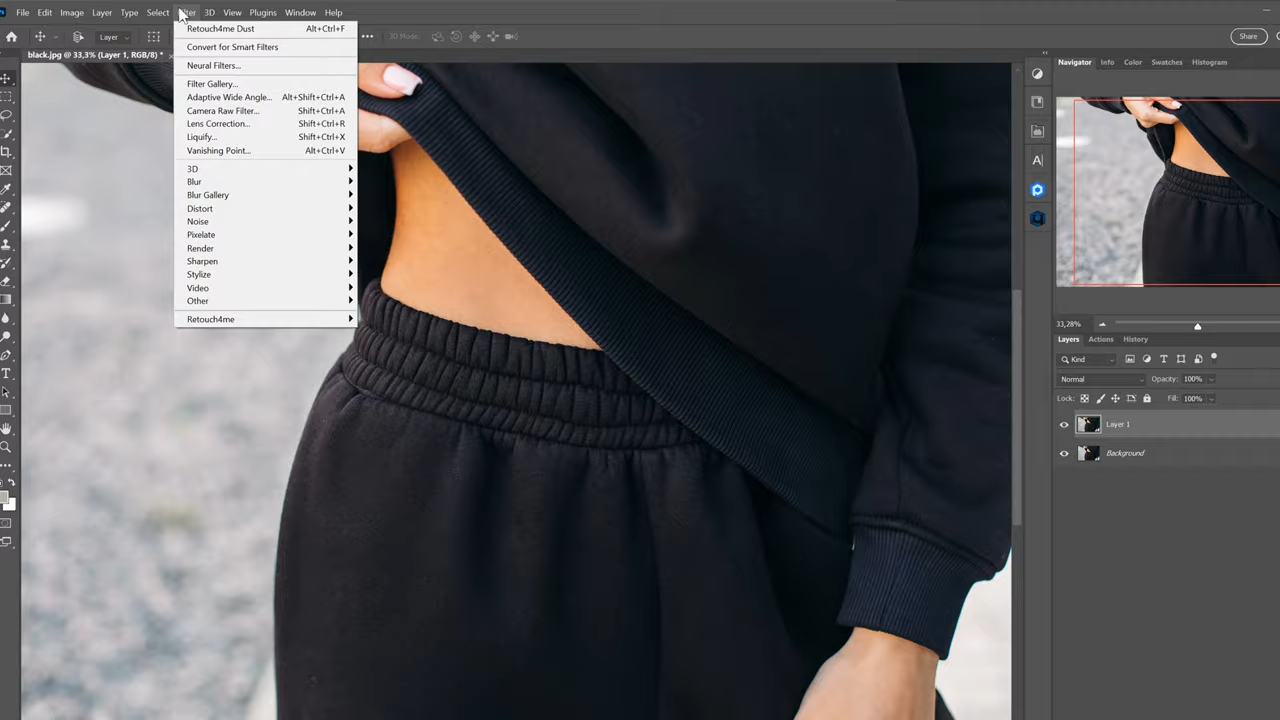 File Edit Image Layer Type Select Filter 3D View Plugins Window Help
Layer
3D Mode:
Share
black.jpg @ 33,3% (Layer 1, RGB/8) *
Retouch4me Dust Alt+Ctrl+F
Convert for Smart Filters
Neural Filters...
Filter Gallery...
Adaptive Wide Angle... Alt+Shift+Ctrl+A
Camera Raw Filter... Shift+Ctrl+A
Lens Correction... Shift+Ctrl+R
Liquify... Shift+Ctrl+X
Vanishing Point... Alt+Ctrl+V
3D
Blur
Blur Gallery
Distort
Noise
Pixelate
Render
Sharpen
Stylize
Video
Other
Retouch4me
Navigator Info Color Swatches Histogram
33,28%
Layers Actions History
Kind
Normal Opacity: 100%
Lock: Fill: 100%
Layer 1
Background